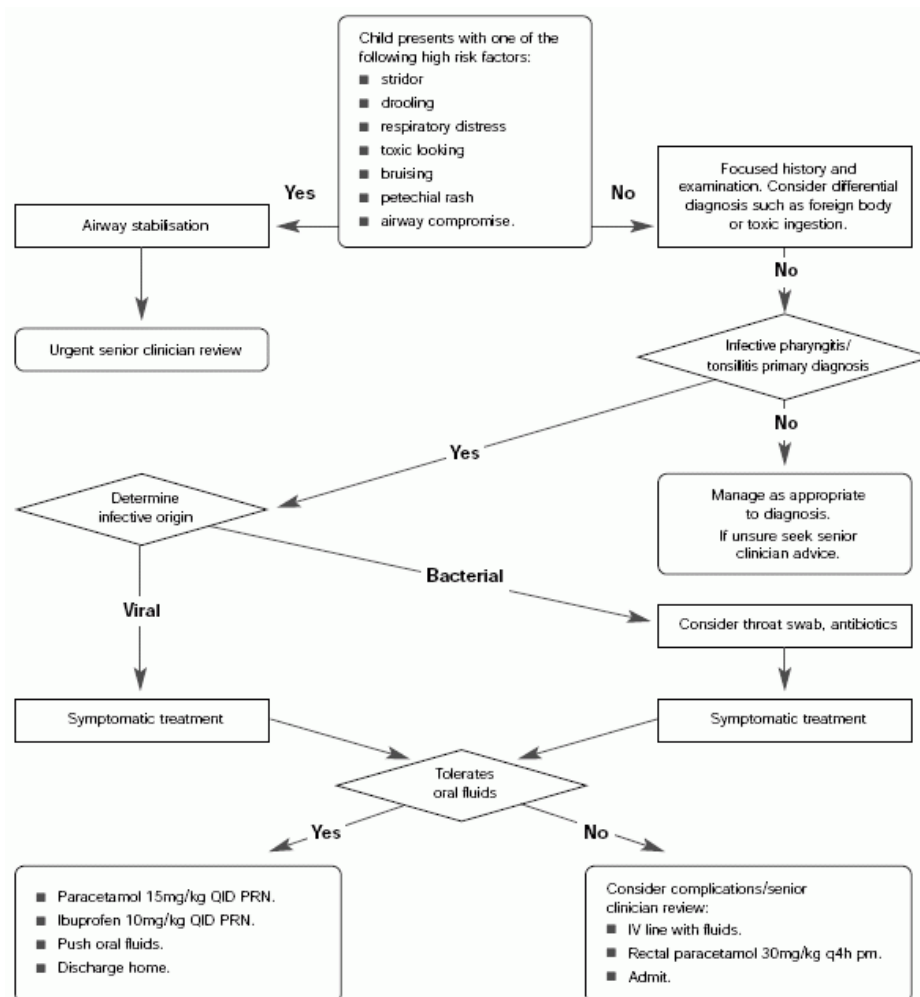 Child presents with one of the
following high risk factors:
■ stridor
■ drooling
■ respiratory distress
■ toxic looking
■ bruising
■ petechial rash
■ airway compromise.
Yes
No
Airway stabilisation
Focused history and
examination. Consider differential
diagnosis such as foreign body
or toxic ingestion.
No
Urgent senior clinician review
Infective pharyngitis/
tonsillitis primary diagnosis
Yes
No
Determine
infective origin
Manage as appropriate
to diagnosis.
If unsure seek senior
clinician advice.
Bacterial
Viral
Consider throat swab, antibiotics
Symptomatic treatment
Symptomatic treatment
Tolerates
oral fluids
Yes
No
■ Paracetamol 15mg/kg QID PRN.
■ Ibuprofen 10mg/kg QID PRN.
■ Push oral fluids.
■ Discharge home.
Consider complications/senior
clinician review:
■ IV line with fluids.
■ Rectal paracetamol 30mg/kg q4h prn.
■ Admit.